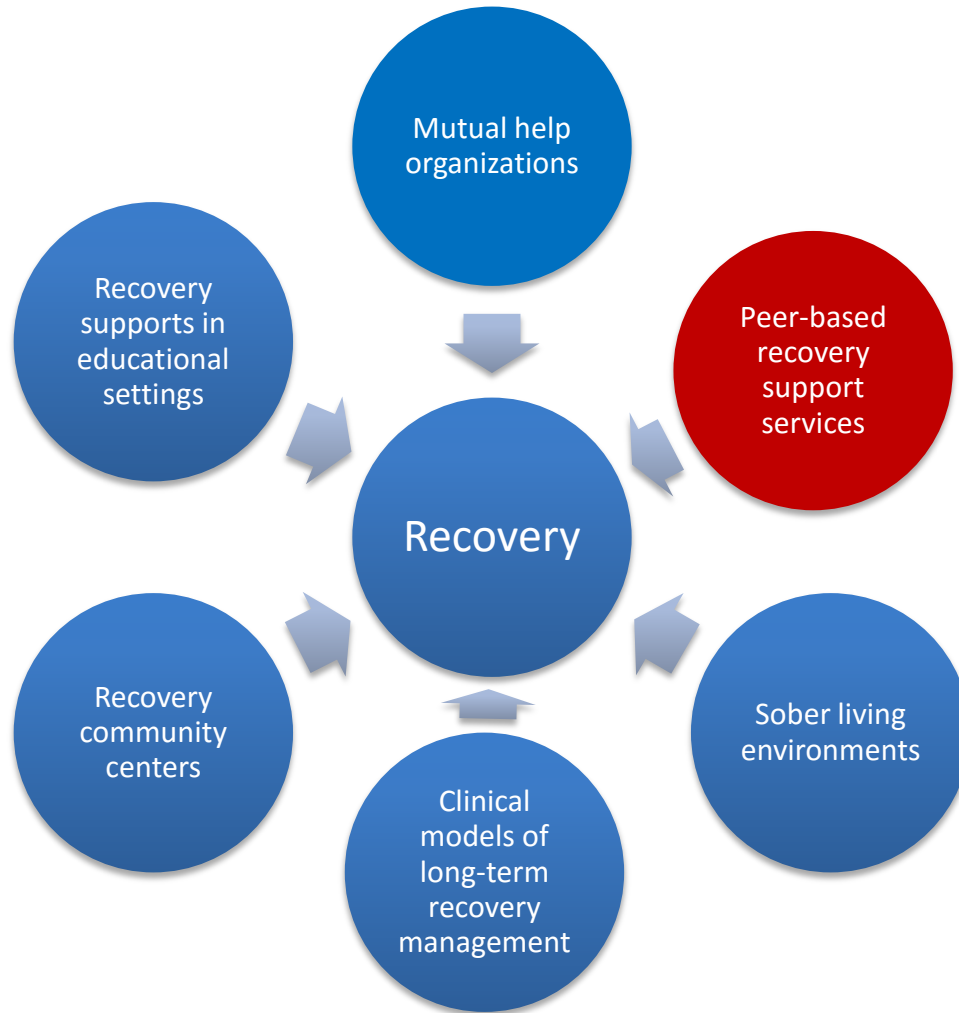 Mutual help
organizations
Recovery
supports in
educational
settings
Peer-based
recovery
support
services
Recovery
Recovery
community
centers
Sober living
environments
Clinical
models of
long-term
recovery
management